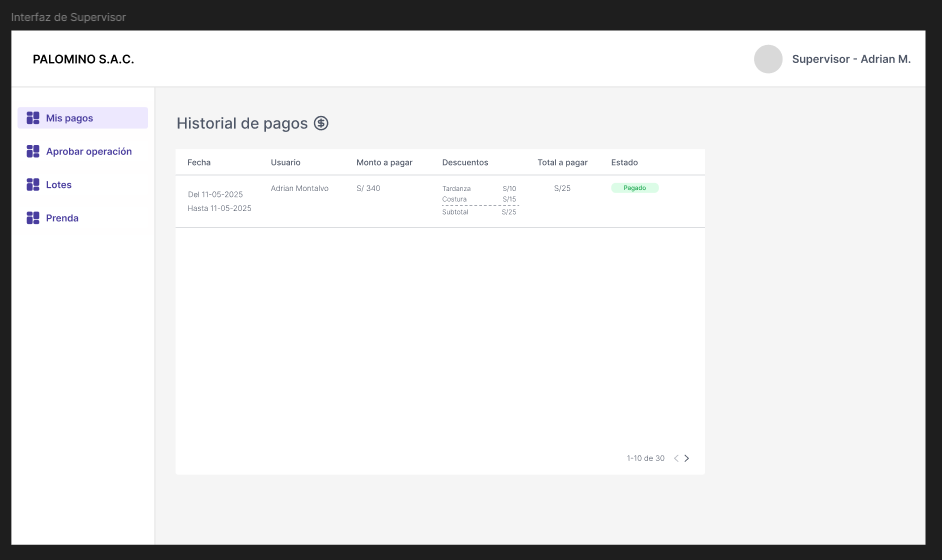 Interfaz de Supervisor
PALOMINO S.A.C.
Supervisor - Adrian M.
Mis pagos
Aprobar operación
Lotes
Prenda
Historial de pagos
Fecha Usuario Monto a pagar Descuentos Total a pagar Estado
Del 11-05-2025
Hasta 11-05-2025
Adrian Montalvo
S/ 340
Tardanza S/10
Costura S/15
Subtotal S/25
S/25
Pagado
1-10 de 30